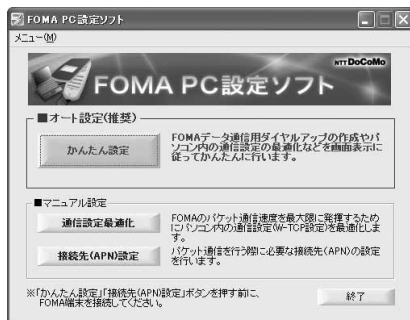 FOMA PC設定ソフト
メニュー(M)
NTT DoCoMo
FOMA PC設定ソフト
■オート設定(推奨)
かんたん設定
FOMAデータ通信用ダイヤルアップの作成やパ
ソコン内の通信設定の最適化などを画面表示に
従ってかんたんに行います。
■マニュアル設定
通信設定最適化
FOMAのパケット通信速度を最大限に発揮するため
にパソコン内の通信設定(W-TCP設定)を最適化しま
す。
接続先(APN)設定
パケット通信を行う際に必要な接続先(APN)の設定
を行います。
※「かんたん設定」「接続先(APN)設定」ボタンを押す前に、
FOMA端末を接続してください。
終了